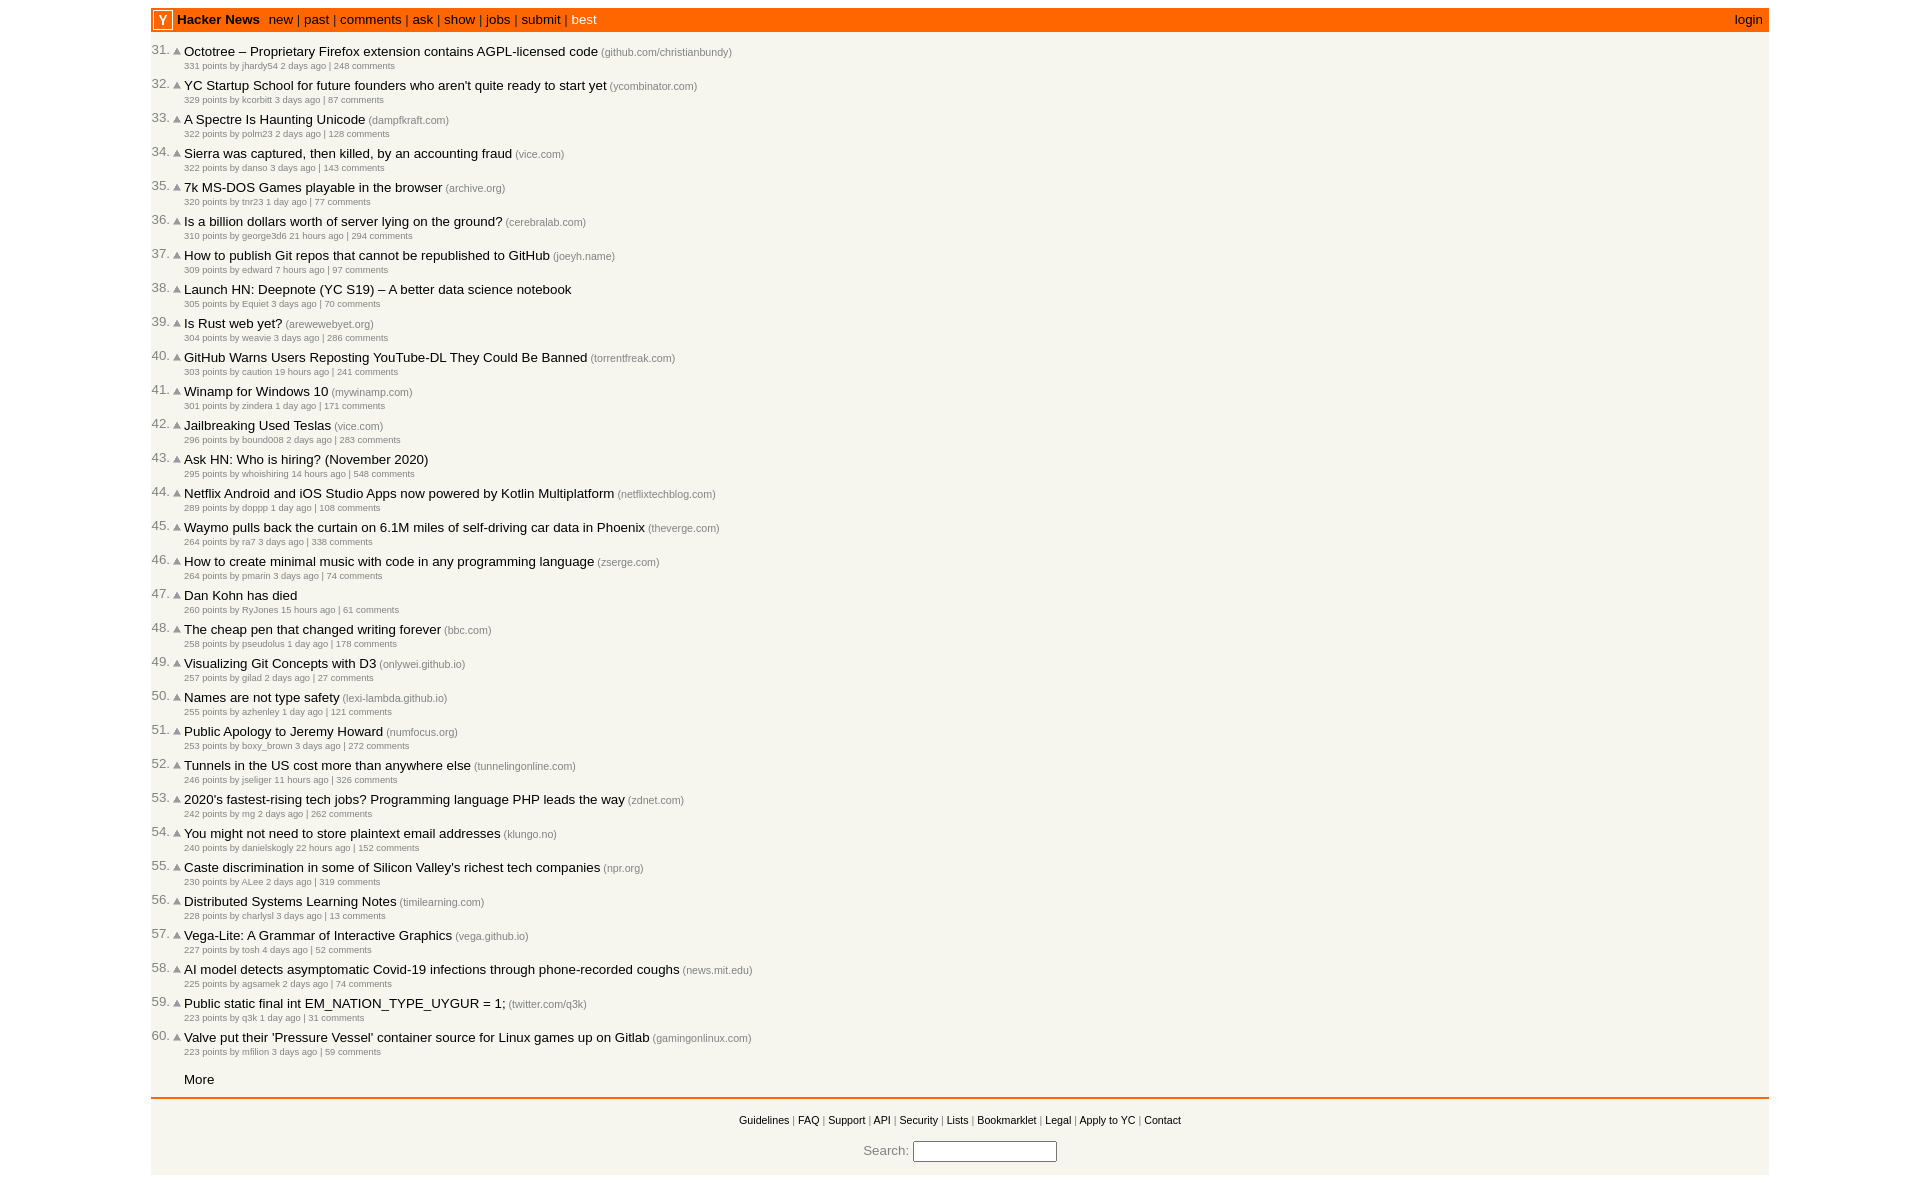 Y Hacker News new | past | comments | ask | show | jobs | submit | best login
31. Octotree – Proprietary Firefox extension contains AGPL-licensed code (github.com/christianbundy)
331 points by jhardy54 2 days ago | 248 comments
32. YC Startup School for future founders who aren't quite ready to start yet (ycombinator.com)
329 points by kcorbitt 3 days ago | 87 comments
33. A Spectre Is Haunting Unicode (dampfkraft.com)
322 points by polm23 2 days ago | 128 comments
34. Sierra was captured, then killed, by an accounting fraud (vice.com)
322 points by danso 3 days ago | 143 comments
35. 7k MS-DOS Games playable in the browser (archive.org)
320 points by tnr23 1 day ago | 77 comments
36. Is a billion dollars worth of server lying on the ground? (cerebralab.com)
310 points by george3d6 21 hours ago | 294 comments
37. How to publish Git repos that cannot be republished to GitHub (joeyh.name)
309 points by edward 7 hours ago | 97 comments
38. Launch HN: Deepnote (YC S19) – A better data science notebook
305 points by Equiet 3 days ago | 70 comments
39. Is Rust web yet? (arewewebyet.org)
304 points by weavie 3 days ago | 286 comments
40. GitHub Warns Users Reposting YouTube-DL They Could Be Banned (torrentfreak.com)
303 points by caution 19 hours ago | 241 comments
41. Winamp for Windows 10 (mywinamp.com)
301 points by zindera 1 day ago | 171 comments
42. Jailbreaking Used Teslas (vice.com)
296 points by bound008 2 days ago | 283 comments
43. Ask HN: Who is hiring? (November 2020)
295 points by whoishiring 14 hours ago | 548 comments
44. Netflix Android and iOS Studio Apps now powered by Kotlin Multiplatform (netflixtechblog.com)
289 points by doppp 1 day ago | 108 comments
45. Waymo pulls back the curtain on 6.1M miles of self-driving car data in Phoenix (theverge.com)
264 points by ra7 3 days ago | 338 comments
46. How to create minimal music with code in any programming language (zserge.com)
264 points by pmarin 3 days ago | 74 comments
47. Dan Kohn has died
260 points by RyJones 15 hours ago | 61 comments
48. The cheap pen that changed writing forever (bbc.com)
258 points by pseudolus 1 day ago | 178 comments
49. Visualizing Git Concepts with D3 (onlywei.github.io)
257 points by gilad 2 days ago | 27 comments
50. Names are not type safety (lexi-lambda.github.io)
255 points by azhenley 1 day ago | 121 comments
51. Public Apology to Jeremy Howard (numfocus.org)
253 points by boxy_brown 3 days ago | 272 comments
52. Tunnels in the US cost more than anywhere else (tunnelingonline.com)
246 points by jseliger 11 hours ago | 326 comments
53. 2020's fastest-rising tech jobs? Programming language PHP leads the way (zdnet.com)
242 points by mg 2 days ago | 262 comments
54. You might not need to store plaintext email addresses (klungo.no)
240 points by danielskogly 22 hours ago | 152 comments
55. Caste discrimination in some of Silicon Valley's richest tech companies (npr.org)
230 points by ALee 2 days ago | 319 comments
56. Distributed Systems Learning Notes (timilearning.com)
228 points by charlysl 3 days ago | 13 comments
57. Vega-Lite: A Grammar of Interactive Graphics (vega.github.io)
227 points by tosh 4 days ago | 52 comments
58. AI model detects asymptomatic Covid-19 infections through phone-recorded coughs (news.mit.edu)
225 points by agsamek 2 days ago | 74 comments
59. Public static final int EM_NATION_TYPE_UYGUR = 1; (twitter.com/q3k)
223 points by q3k 1 day ago | 31 comments
60. Valve put their 'Pressure Vessel' container source for Linux games up on Gitlab (gamingonlinux.com)
223 points by mfilion 3 days ago | 59 comments
More
Guidelines | FAQ | Support | API | Security | Lists | Bookmarklet | Legal | Apply to YC | Contact
Search: